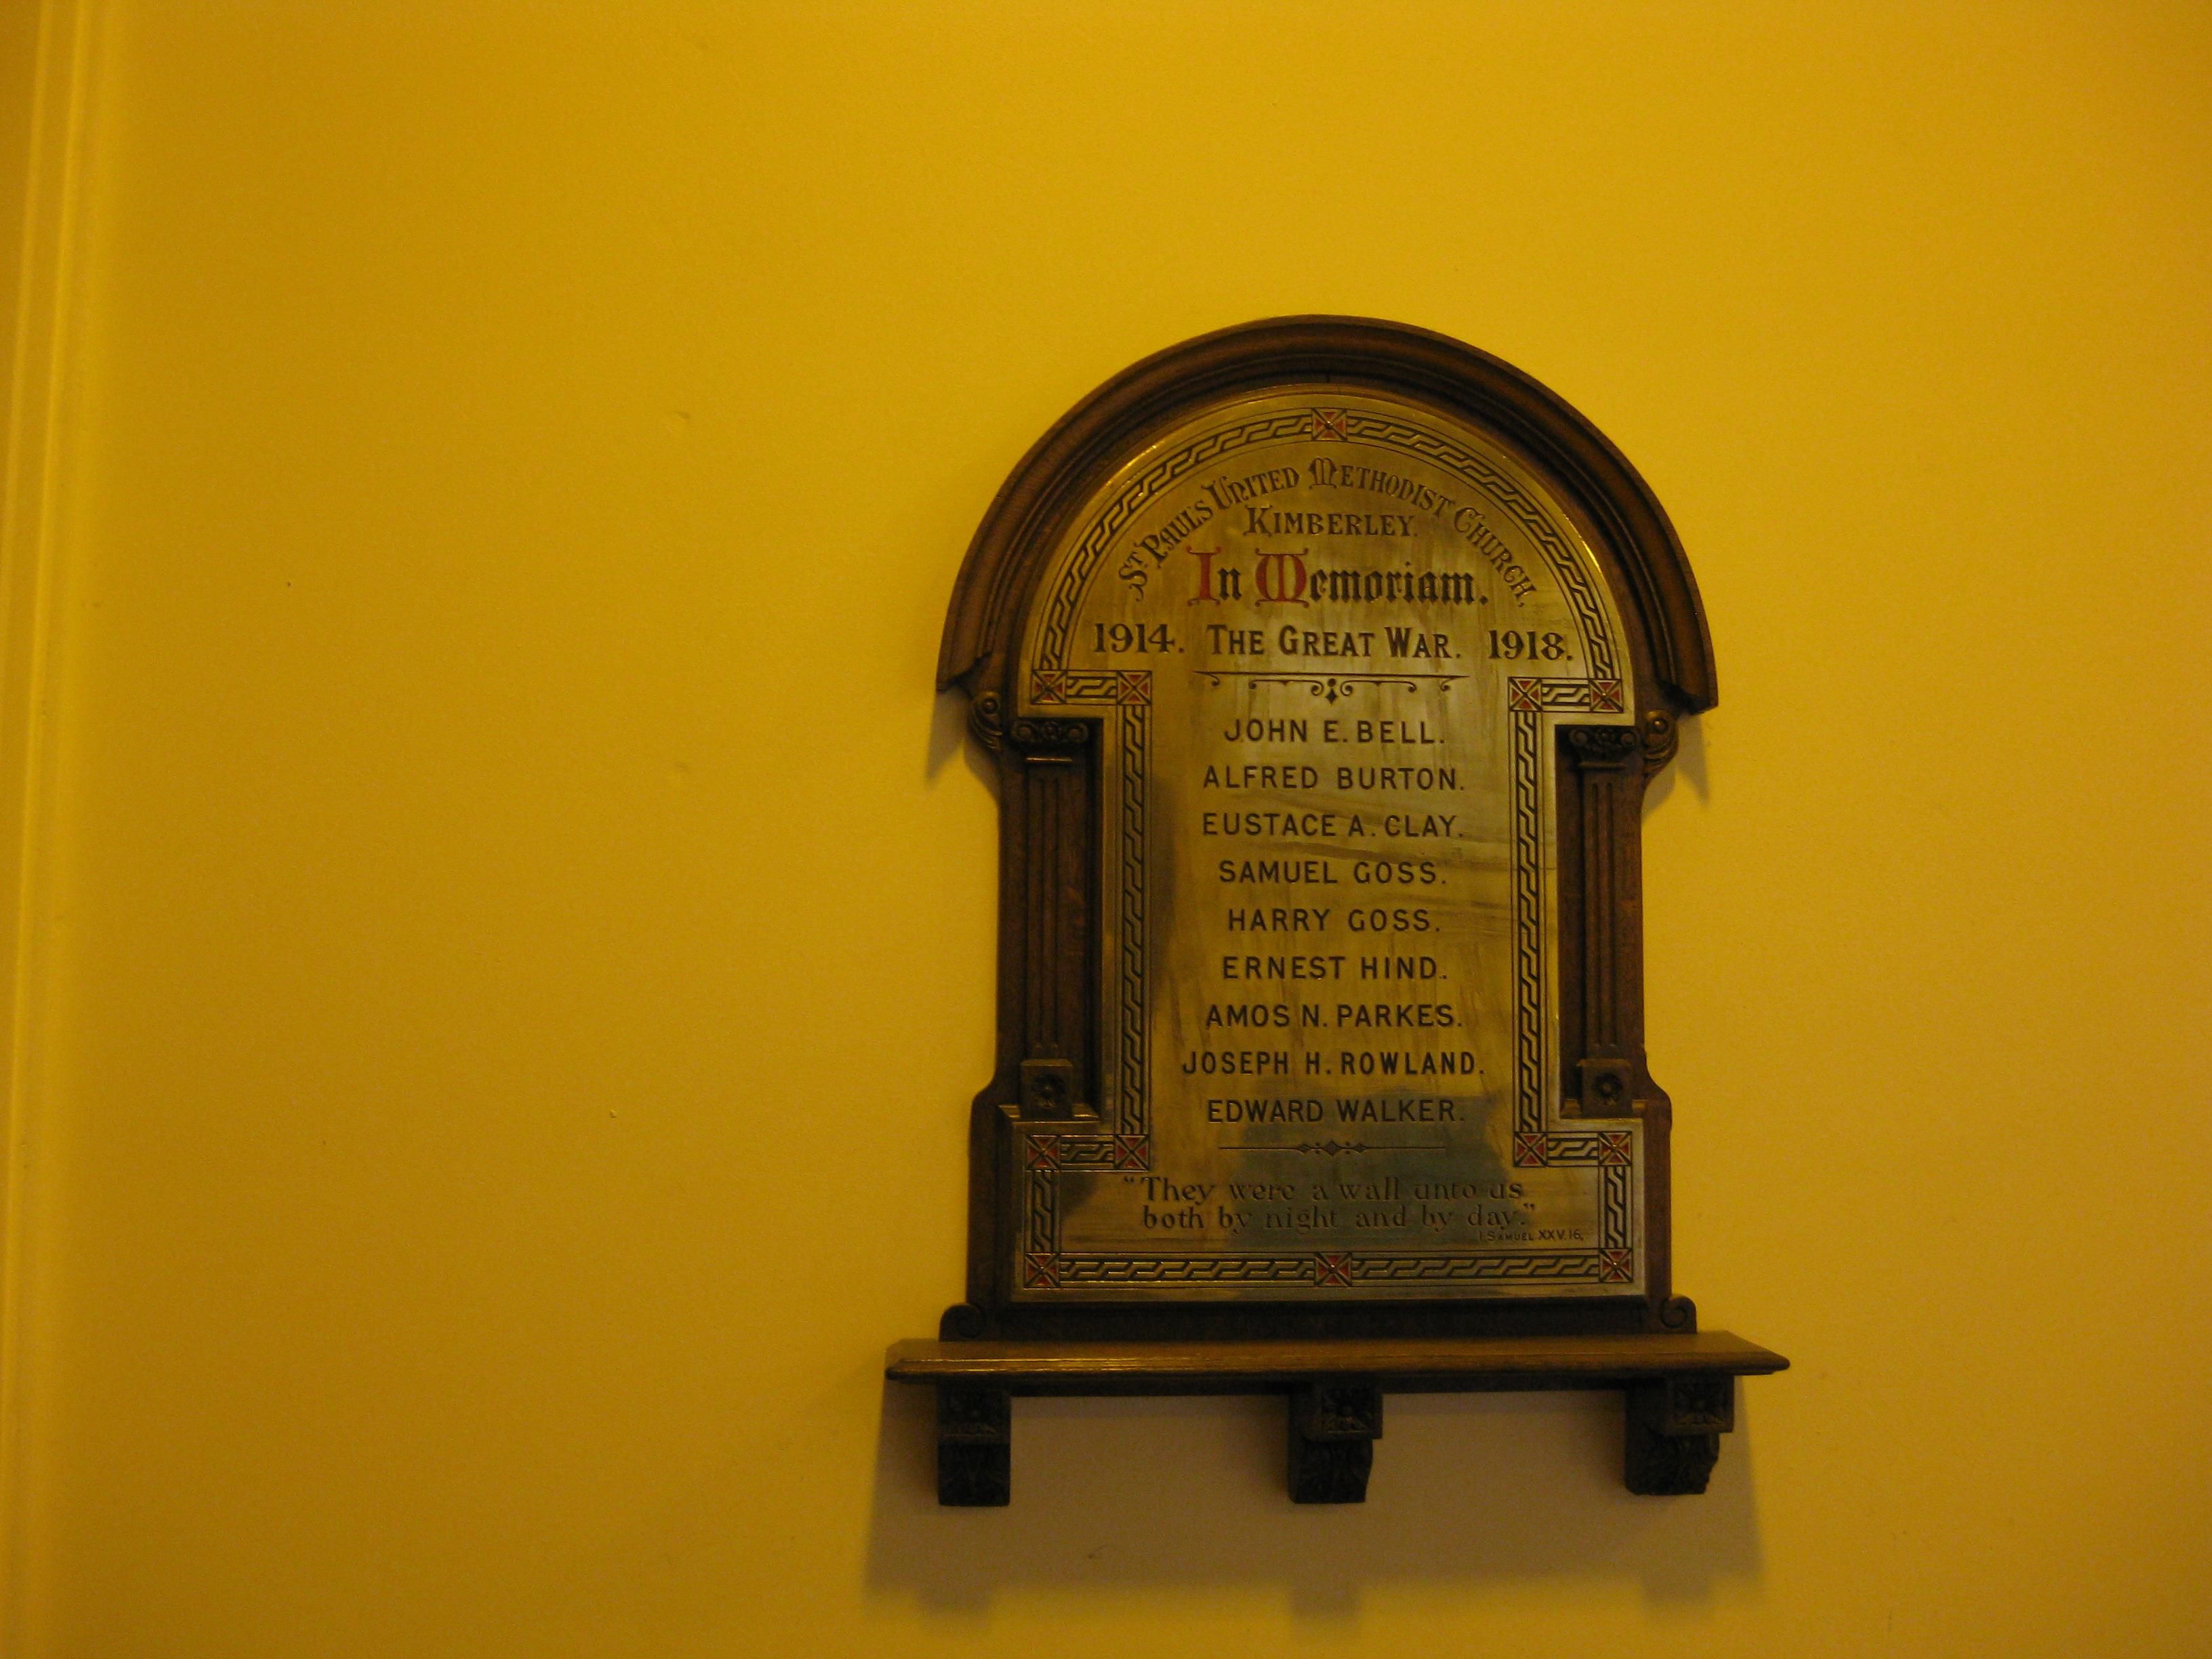 St. Paul's United Methodist Church,
Kimberley.
In Memoriam.
1914. The Great War. 1918.
JOHN E. BELL.
ALFRED BURTON.
EUSTACE A. CLAY.
SAMUEL GOSS.
HARRY GOSS.
ERNEST HIND.
AMOS N. PARKES.
JOSEPH H. ROWLAND.
EDWARD WALKER.
"They were a wall unto us
both by night and by day."
I Samuel XXV.16.